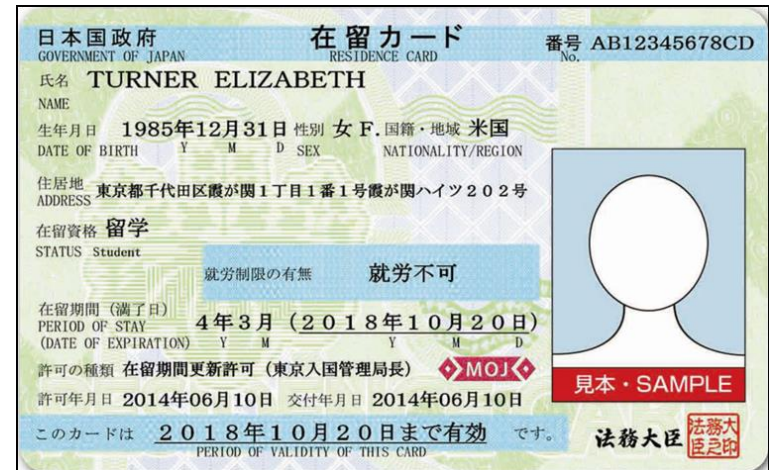 日本国政府 在留カード 番号 AB12345678CD
GOVERNMENT OF JAPAN RESIDENCE CARD No.
氏名 TURNER ELIZABETH
NAME
生年月日 1985年12月31日 性別 女 F. 国籍・地域 米国
DATE OF BIRTH Y M D SEX NATIONALITY/REGION
住居地 東京都千代田区霞が関1丁目1番1号霞が関ハイツ202号
ADDRESS
在留資格 留学
STATUS Student
就労制限の有無 就労不可
在留期間(満了日)
PERIOD OF STAY 4年3月(2018年10月20日)
(DATE OF EXPIRATION) Y M Y M D
許可の種類 在留期間更新許可(東京入国管理局長) MOJ
見本・SAMPLE
許可年月日 2014年06月10日 交付年月日 2014年06月10日
このカードは 2018年10月20日まで有効 です。
PERIOD OF VALIDITY OF THIS CARD
法務大臣 法務大臣之印